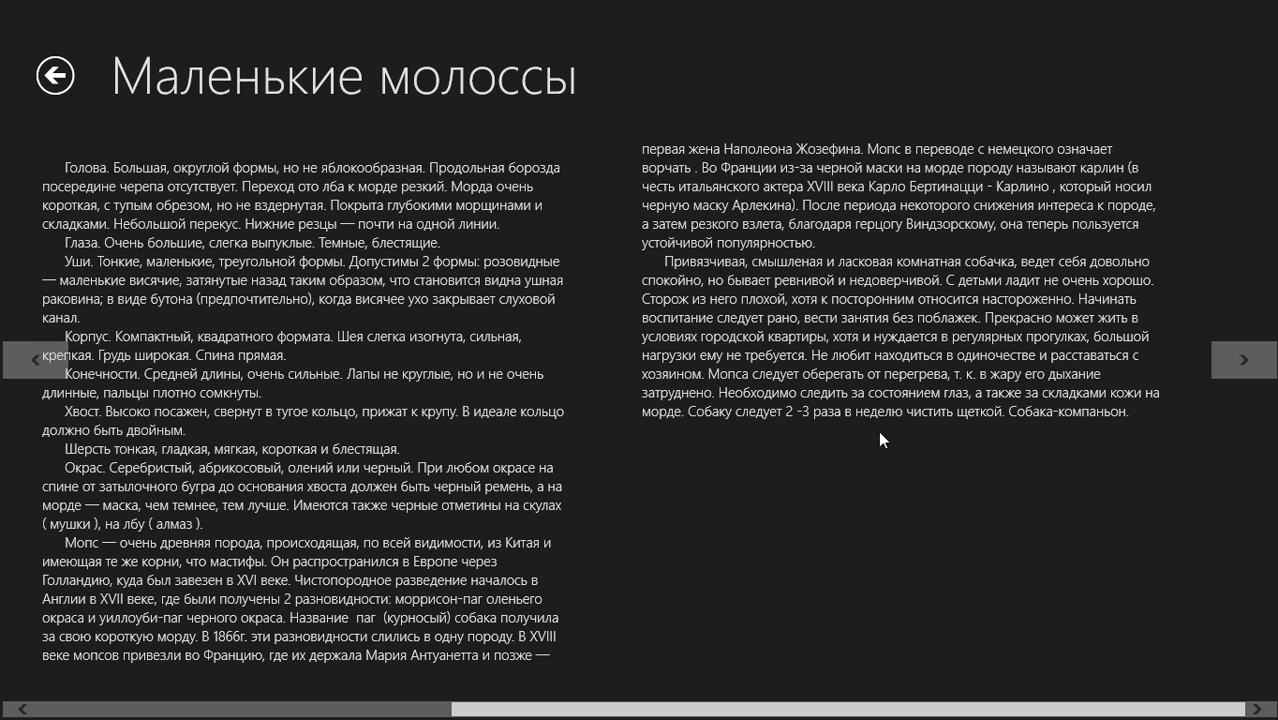 Маленькие молоссы
Голова. Большая, округлой формы, но не яблокообразная. Продольная борозда
посередине черепа отсутствует. Переход ото лба к морде резкий. Морда очень
короткая, с тупым обрезом, но не вздернутая. Покрыта глубокими морщинами и
складками. Небольшой перекус. Нижние резцы — почти на одной линии.
Глаза. Очень большие, слегка выпуклые. Темные, блестящие.
Уши. Тонкие, маленькие, треугольной формы. Допустимы 2 формы: розовидные
— маленькие висячие, затянутые назад таким образом, что становится видна ушная
раковина; в виде бутона (предпочтительно), когда висячее ухо закрывает слуховой
канал.
Корпус. Компактный, квадратного формата. Шея слегка изогнута, сильная,
крепкая. Грудь широкая. Спина прямая.
Конечности. Средней длины, очень сильные. Лапы не круглые, но и не очень
длинные, пальцы плотно сомкнуты.
Хвост. Высоко посажен, свернут в тугое кольцо, прижат к крупу. В идеале кольцо
должно быть двойным.
Шерсть тонкая, гладкая, мягкая, короткая и блестящая.
Окрас. Серебристый, абрикосовый, олений или черный. При любом окрасе на
спине от затылочного бугра до основания хвоста должен быть черный ремень, а на
морде — маска, чем темнее, тем лучше. Имеются также черные отметины на скулах
( мушки ), на лбу ( алмаз ).
Мопс — очень древняя порода, происходящая, по всей видимости, из Китая и
имеющая те же корни, что мастифы. Он распространился в Европе через
Голландию, куда был завезен в XVI веке. Чистопородное разведение началось в
Англии в XVII веке, где были получены 2 разновидности: моррисон-паг оленьего
окраса и уиллоуби-паг черного окраса. Название  паг  (курносый) собака получила
за свою короткую морду. В 1866г. эти разновидности слились в одну породу. В XVIII
веке мопсов привезли во Францию, где их держала Мария Антуанетта и позже —
первая жена Наполеона Жозефина. Мопс в переводе с немецкого означает
ворчать . Во Франции из-за черной маски на морде породу называют карлин (в
честь итальянского актера XVIII века Карло Бертинацци - Карлино , который носил
черную маску Арлекина). После периода некоторого снижения интереса к породе,
а затем резкого взлета, благодаря герцогу Виндзорскому, она теперь пользуется
устойчивой популярностью.
Привязчивая, смышленая и ласковая комнатная собачка, ведет себя довольно
спокойно, но бывает ревнивой и недоверчивой. С детьми ладит не очень хорошо.
Сторож из него плохой, хотя к посторонним относится настороженно. Начинать
воспитание следует рано, вести занятия без поблажек. Прекрасно может жить в
условиях городской квартиры, хотя и нуждается в регулярных прогулках, большой
нагрузки ему не требуется. Не любит находиться в одиночестве и расставаться с
хозяином. Мопса следует оберегать от перегрева, т. к. в жару его дыхание
затруднено. Необходимо следить за состоянием глаз, а также за складками кожи на
морде. Собаку следует 2 -3 раза в неделю чистить щеткой. Собака-компаньон.